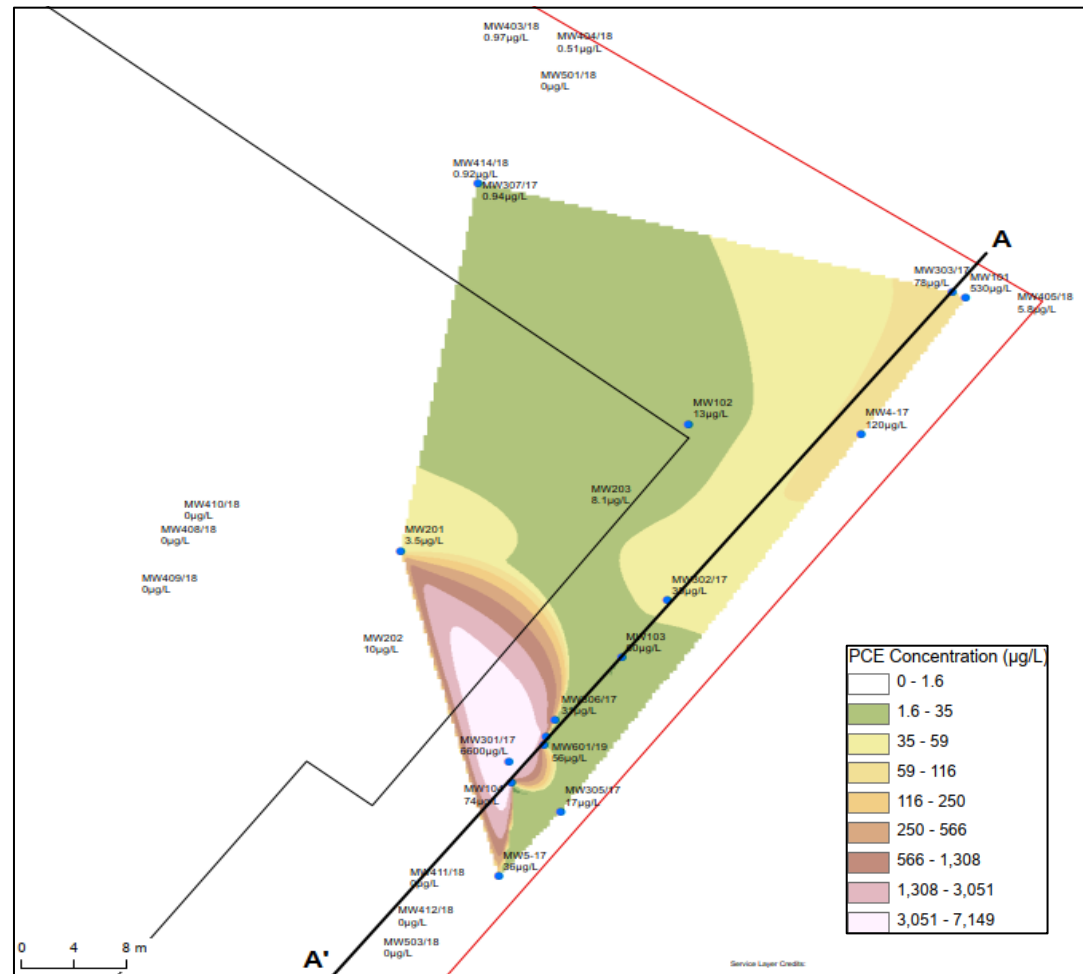 MW403/18
0.97µg/L
MW404/18
0.51µg/L
MW501/18
0µg/L
MW414/18
0.92µg/L
MW307/17
0.94µg/L
A
MW303/17
78µg/L
MW101
530µg/L
MW405/18
5.8µg/L
MW102
13µg/L
MW4-17
120µg/L
MW203
8.1µg/L
MW410/18
0µg/L
MW408/18
0µg/L
MW201
3.5µg/L
MW409/18
0µg/L
MW302/17
MW202
10µg/L
MW103
MW306/17
MW301/17
6600µg/L
MW601/19
56µg/L
MW104
74µg/L
MW305/17
17µg/L
MW5-17
36µg/L
MW411/18
0µg/L
MW412/18
0µg/L
MW503/18
0µg/L
A'
0 4 8 m
PCE Concentration (µg/L)
0 - 1.6
1.6 - 35
35 - 59
59 - 116
116 - 250
250 - 566
566 - 1,308
1,308 - 3,051
3,051 - 7,149
Service Layer Credits: